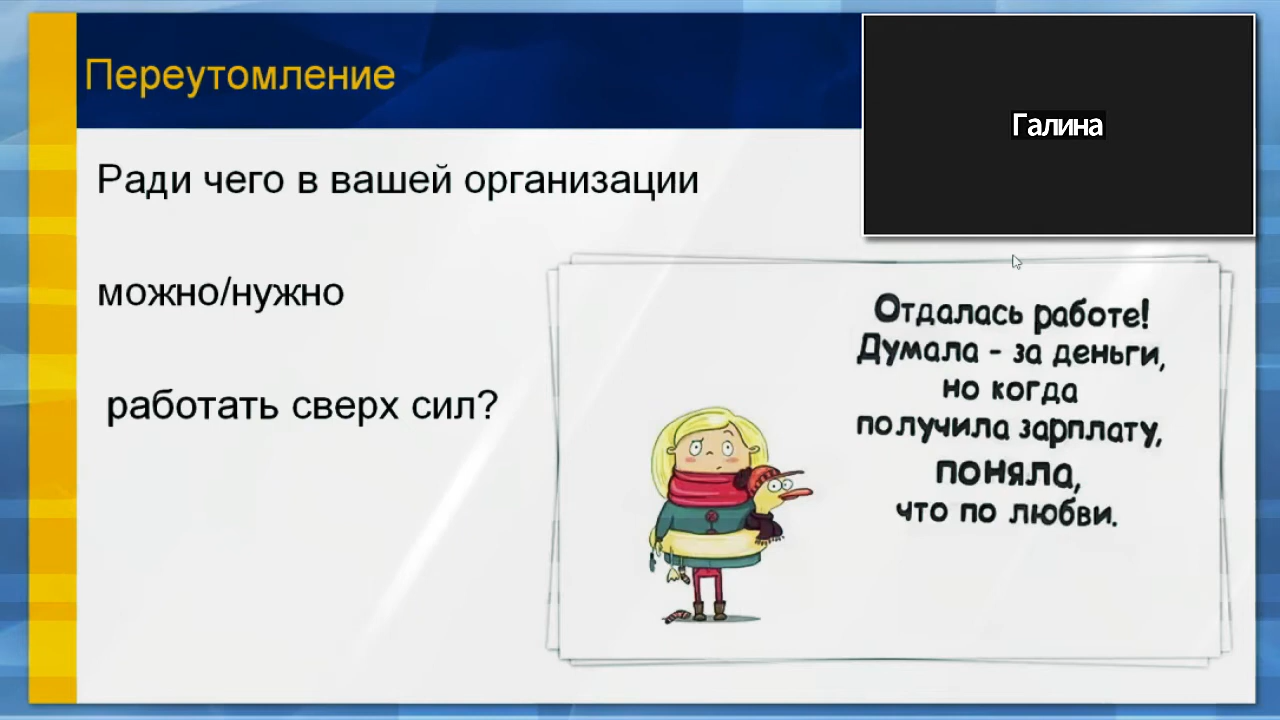 Переутомление
Галина
Ради чего в вашей организации
можно/нужно
работать сверх сил?
Отдалась работе!
Думала - за деньги,
но когда
получила зарплату,
поняла,
что по любви.